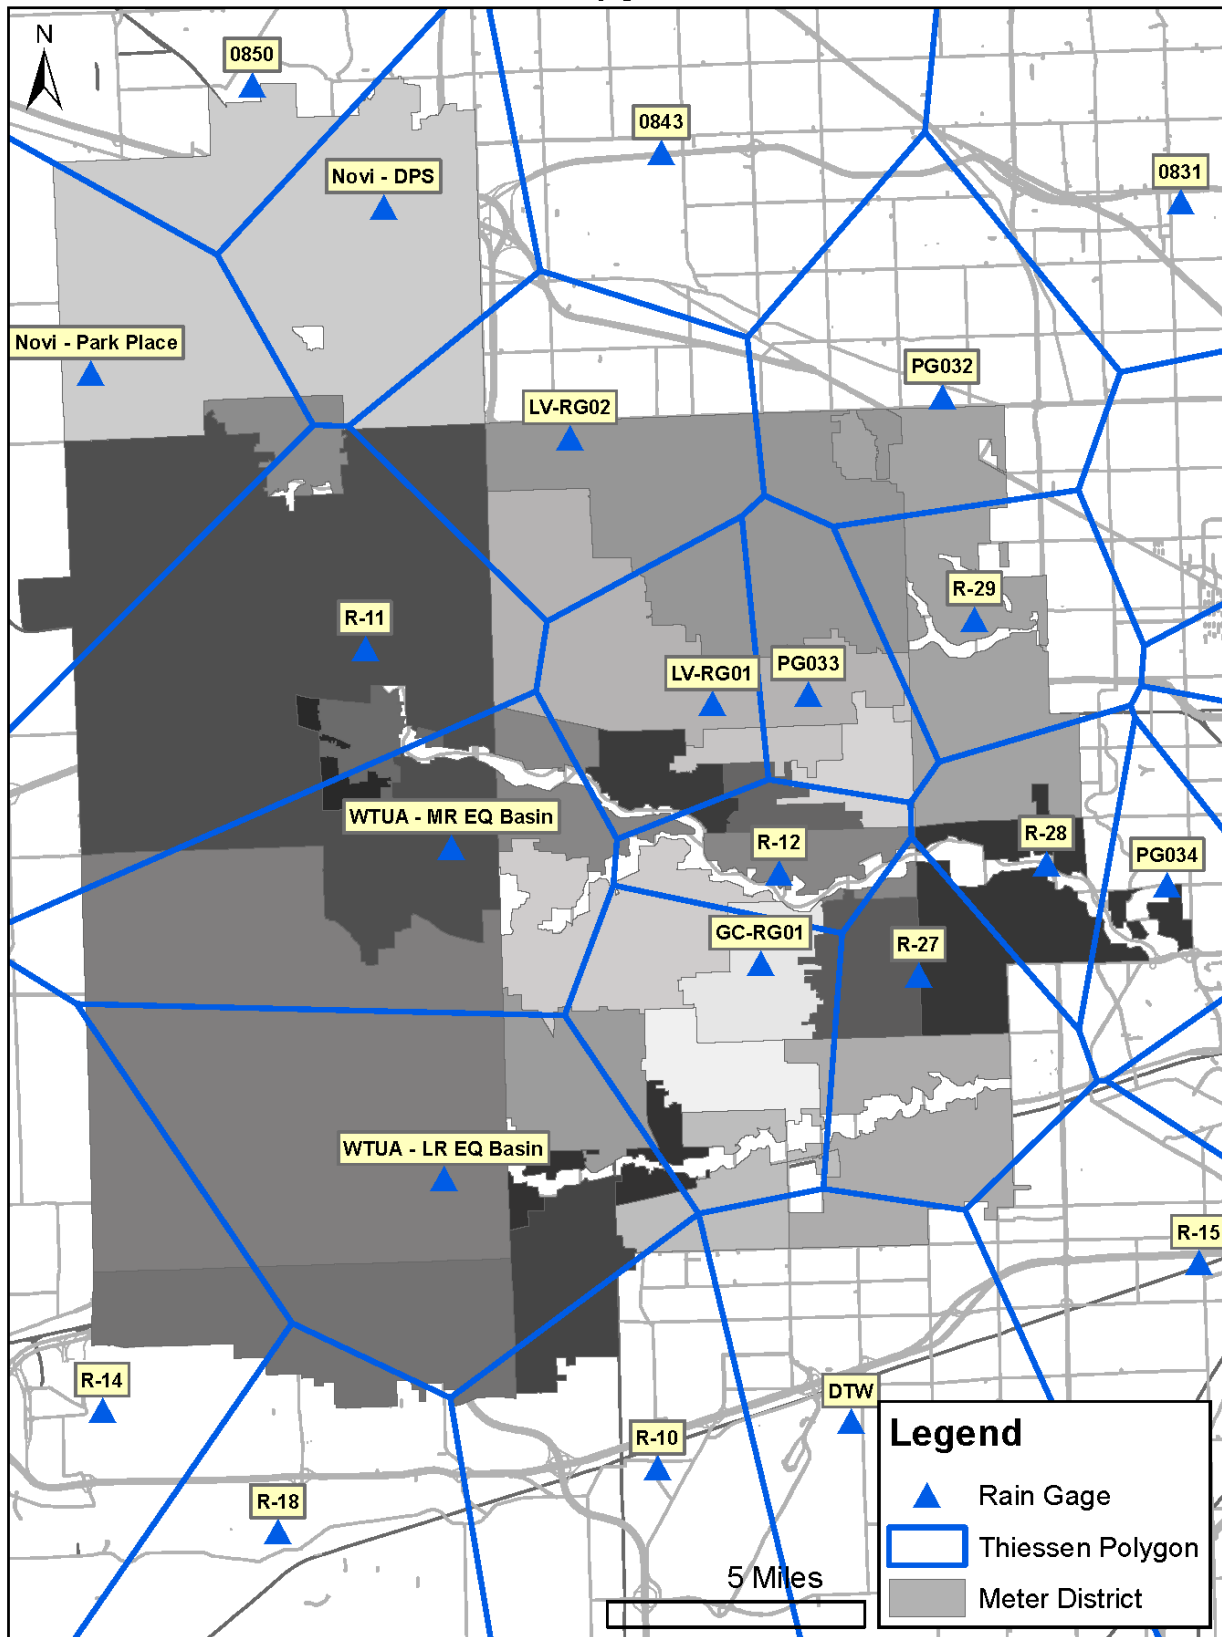 N
0850
0843
0831
Novi - DPS
Novi - Park Place
PG032
LV-RG02
R-29
R-11
LV-RG01
PG033
WTUA - MR EQ Basin
R-12
R-28
PG034
GC-RG01
R-27
WTUA - LR EQ Basin
R-15
R-14
DTW
R-10
R-18
5 Miles
Legend
Rain Gage
Thiessen Polygon
Meter District